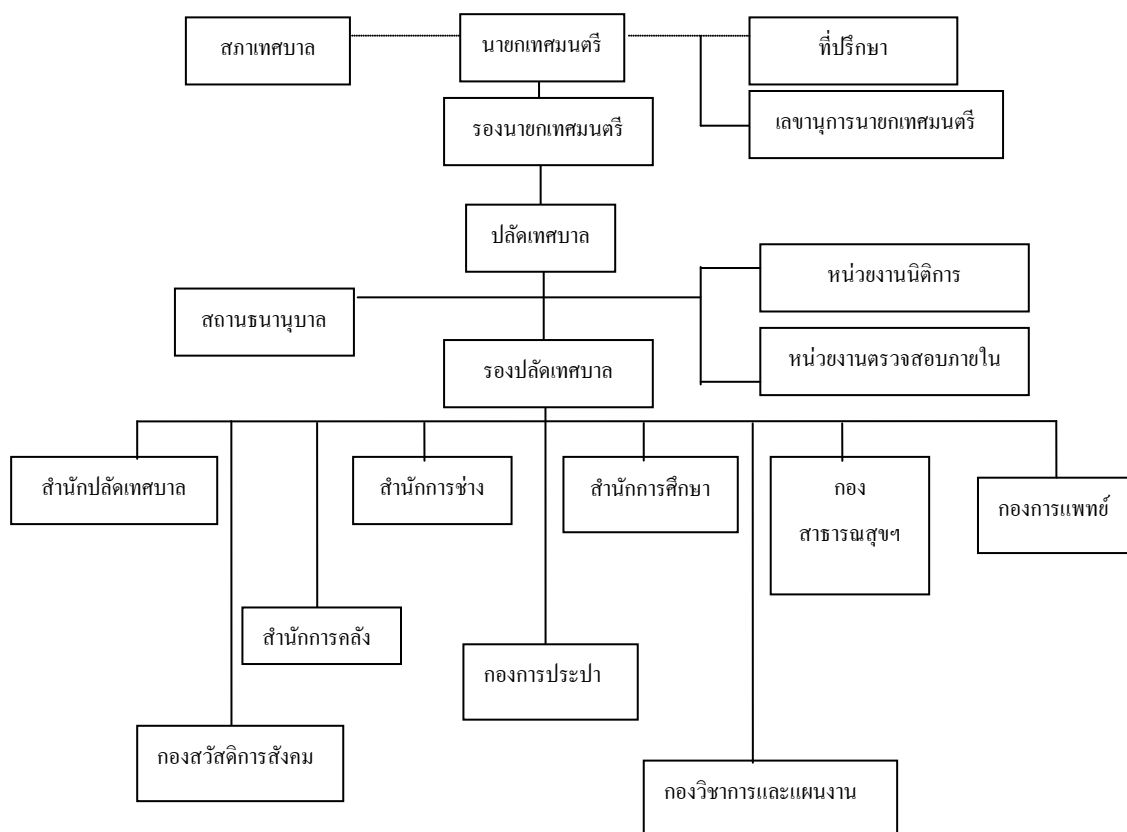 สภาเทศบาล
นายกเทศมนตรี
ที่ปรึกษา
เลขานุการนายกเทศมนตรี
รองนายกเทศมนตรี
ปลัดเทศบาล
หน่วยงานนิติการ
สถานธนานุบาล
หน่วยงานตรวจสอบภายใน
รองปลัดเทศบาล
สำนักปลัดเทศบาล
สำนักการช่าง
สำนักการศึกษา
กอง
สาธารณสุขฯ
กองการแพทย์
สำนักการคลัง
กองการประปา
กองสวัสดิการสังคม
กองวิชาการและแผนงาน